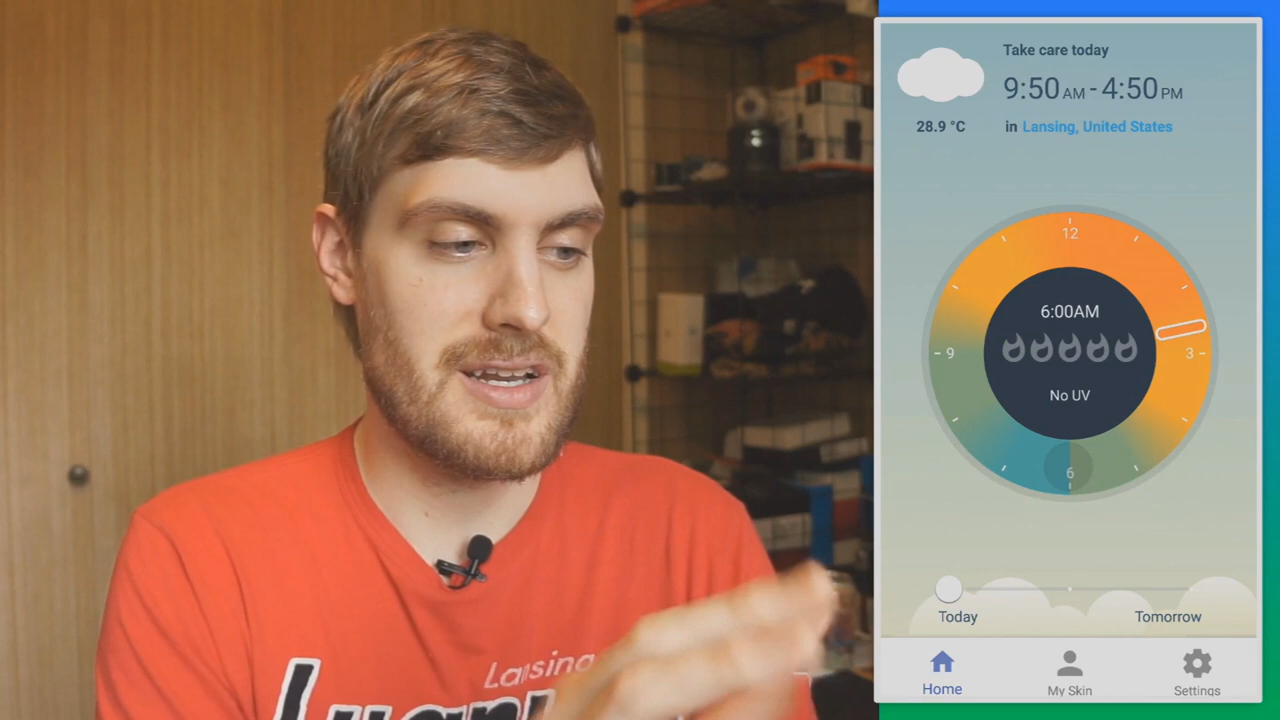 Take care today
9:50 AM - 4:50 PM
28.9 °C
in Lansing, United States
12
6:00AM
9
3
No UV
6
Today
Tomorrow
Home
My Skin
Settings
Lansing